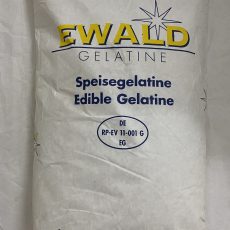 EWALD
GELATINE
Speisegelatine
Edible Gelatine
DE
RP-EV 11-001 G
EG